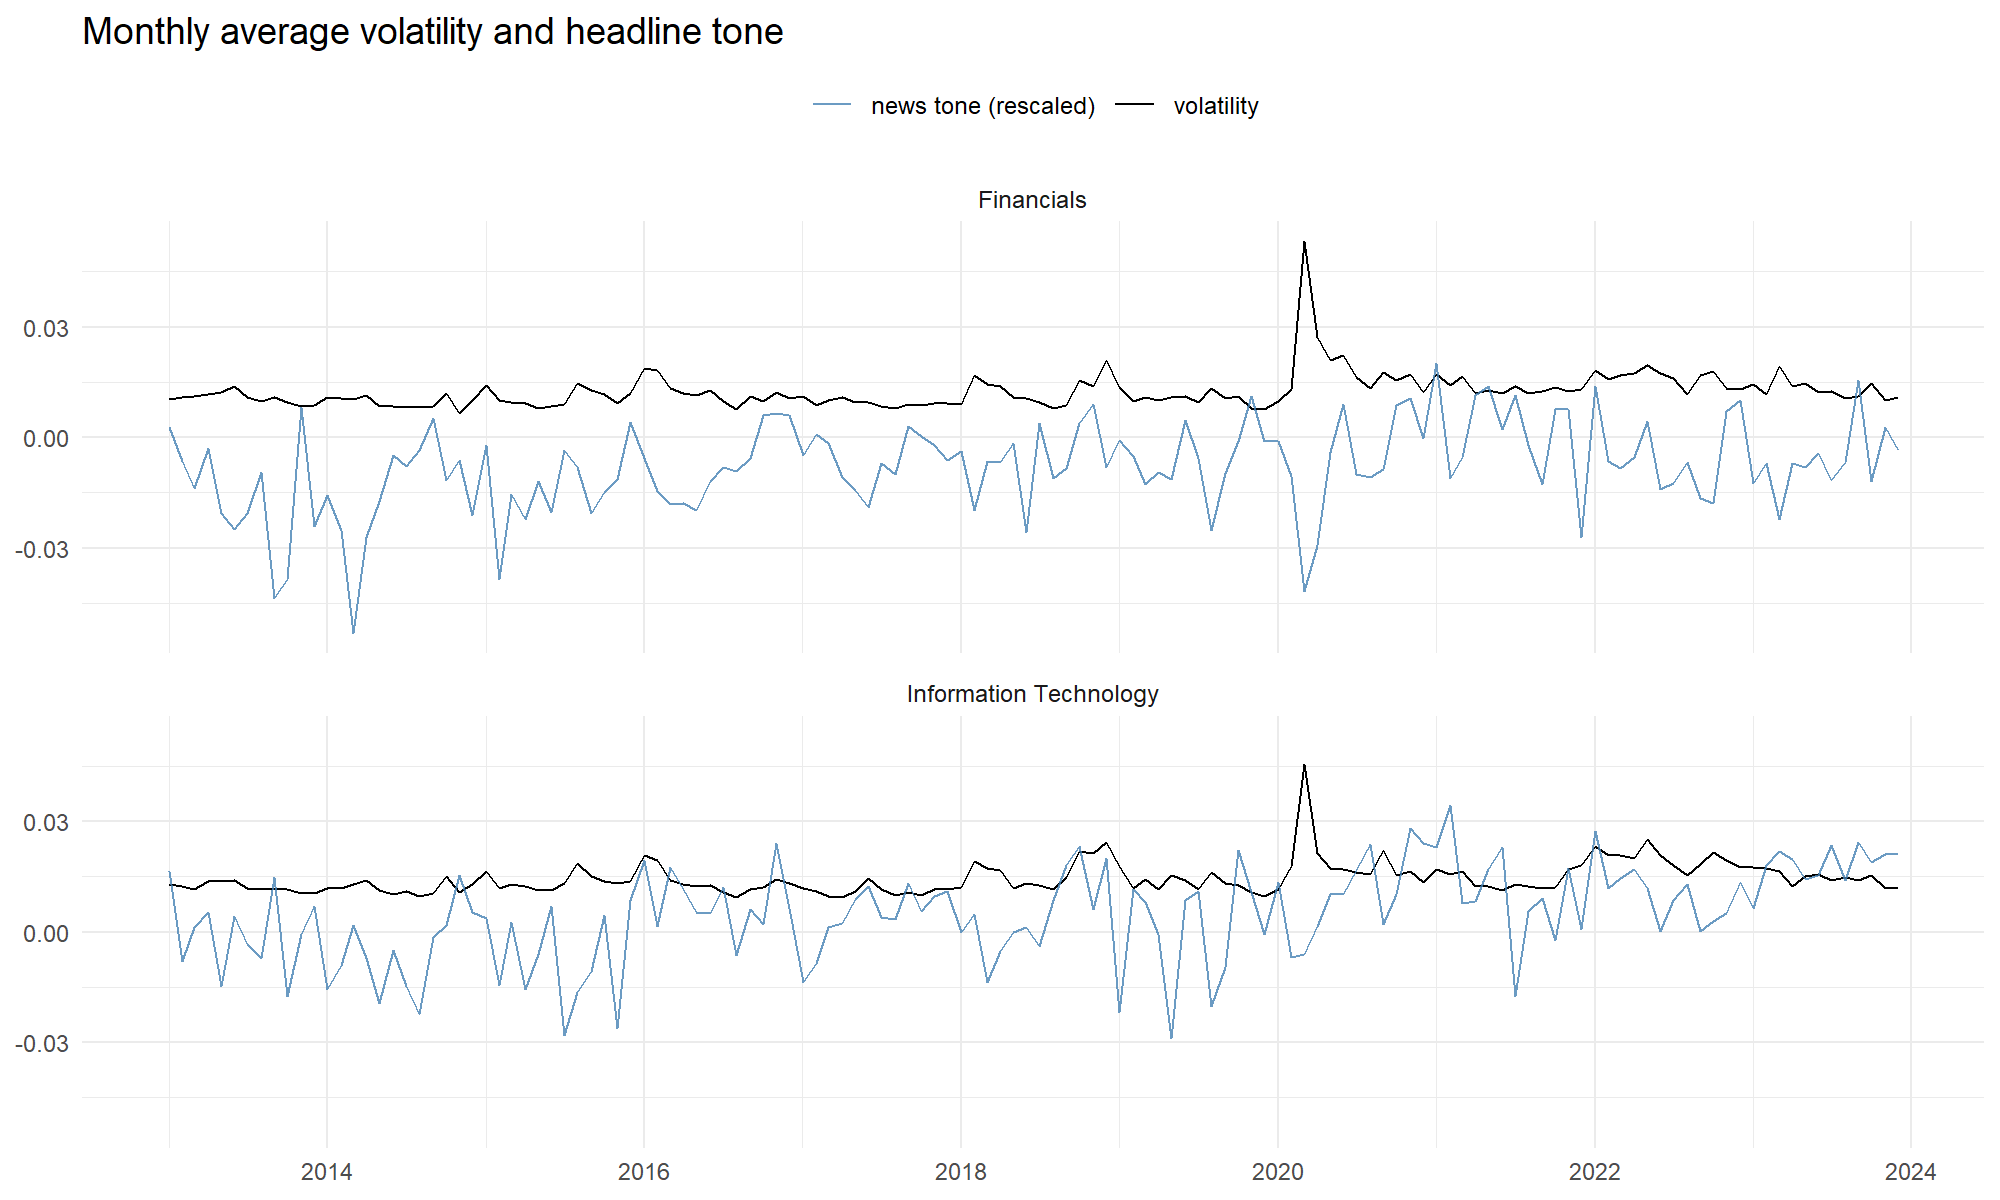 Monthly average volatility and headline tone
news tone (rescaled) volatility
Financials
0.03
0.00
-0.03
Information Technology
0.03
0.00
-0.03
2014 2016 2018 2020 2022 2024